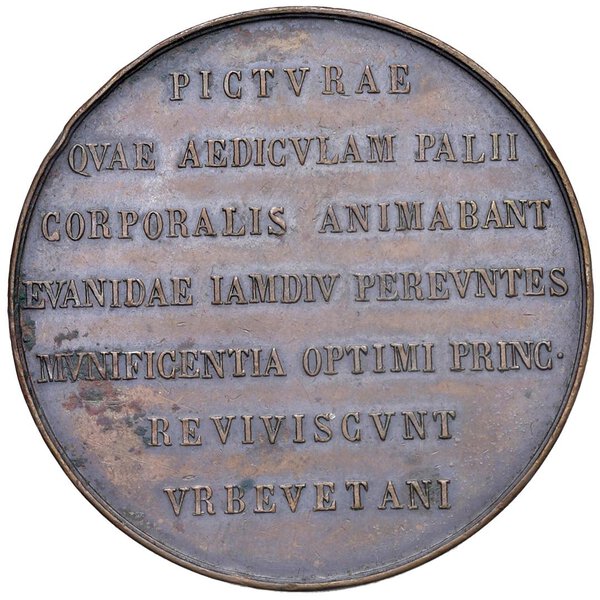 PICTVRAE
QVAE AEDICVLAM PALII
CORPORALIS ANIMABANT
EVANIDAE IAMDIV PEREVNTES
MVNIFICENTIA OPTIMI PRINC·
REVIVISCVNT
VRBEVETANI